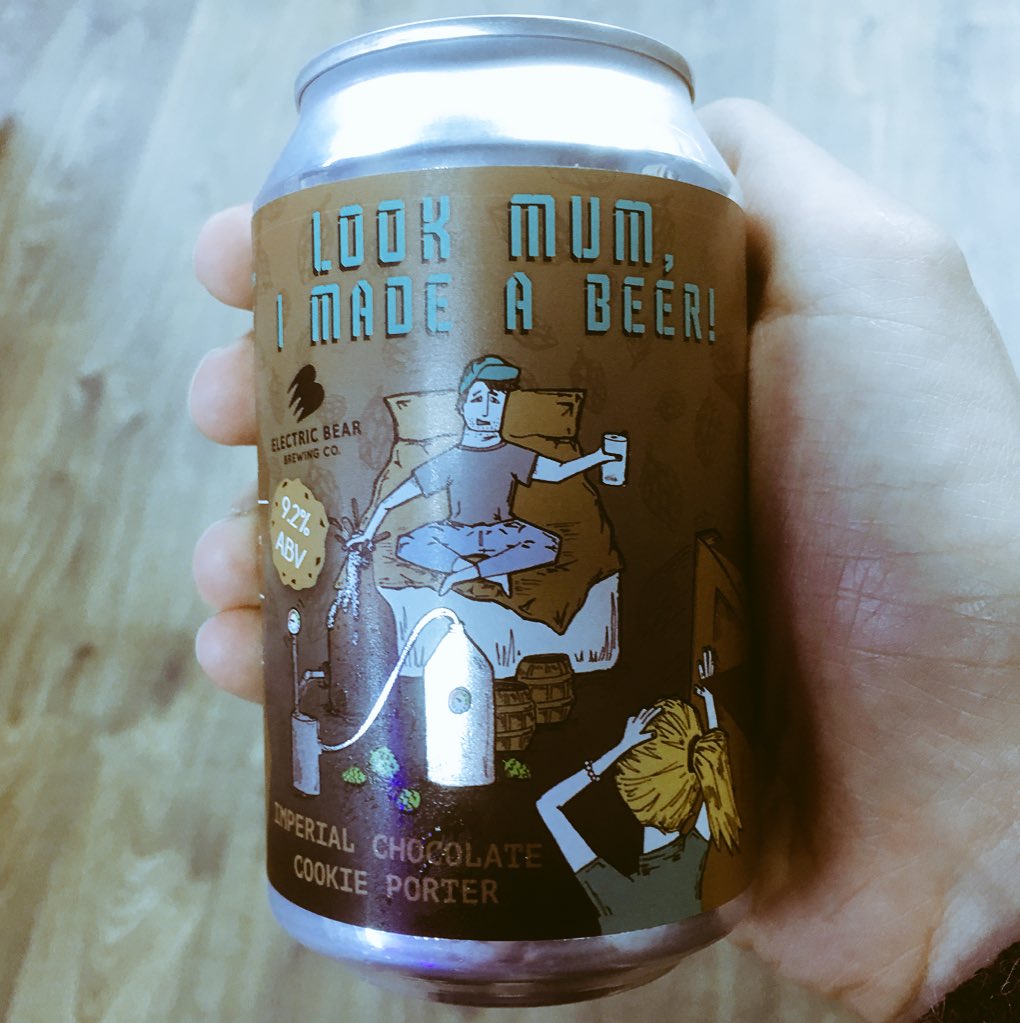 LOOK MUM,
I MADE A BEER!
ELECTRIC BEAR
BREWING CO.
9.2%
ABV
IMPERIAL CHOCOLATE
COOKIE PORTER